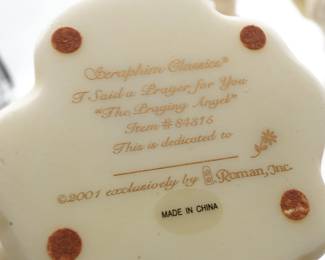 Seraphim Classics®
I Said a Prayer for You
"The Praying Angel"
Item # 84816
This is dedicated to
©2001 exclusively by Roman, Inc.
MADE IN CHINA